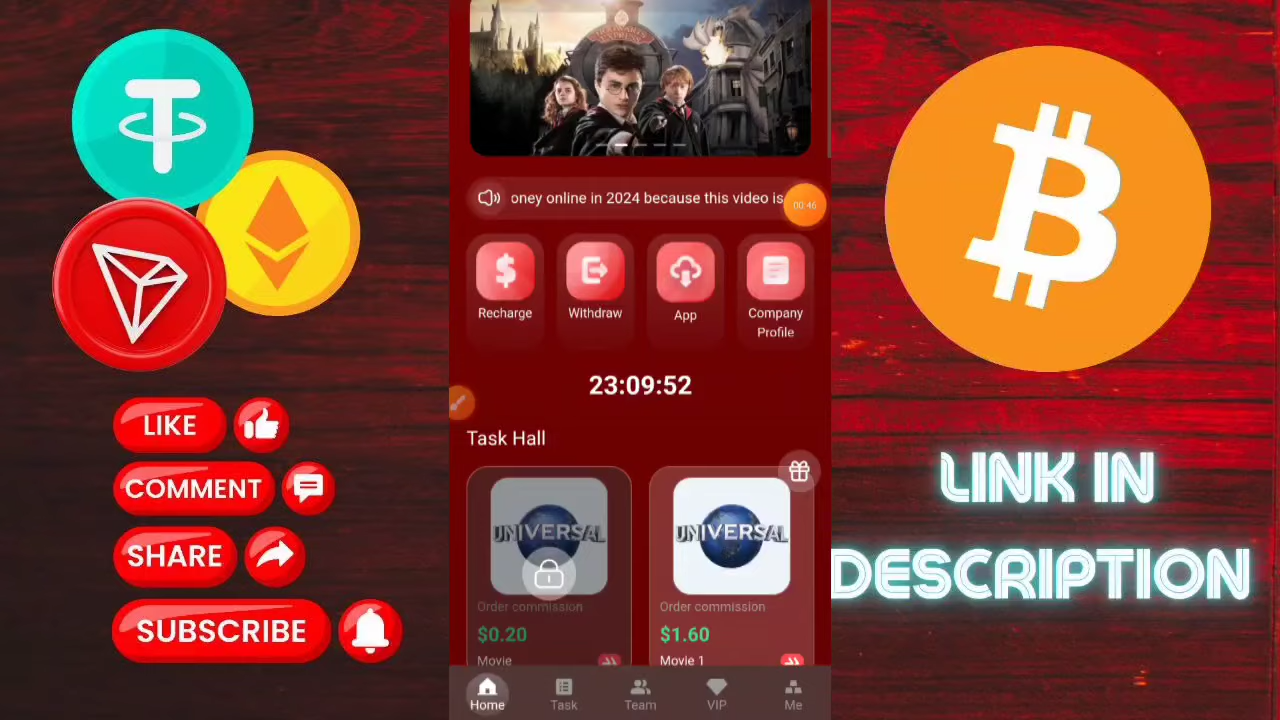 LIKE
COMMENT
SHARE
SUBSCRIBE
oney online in 2024 because this video is
00:46
Recharge
Withdraw
App
Company
Profile
23:09:52
Task Hall
UNIVERSAL
Order commission
$0.20
Movie
UNIVERSAL
Order commission
$1.60
Movie 1
Home
Task
Team
VIP
Me
LINK IN
DESCRIPTION